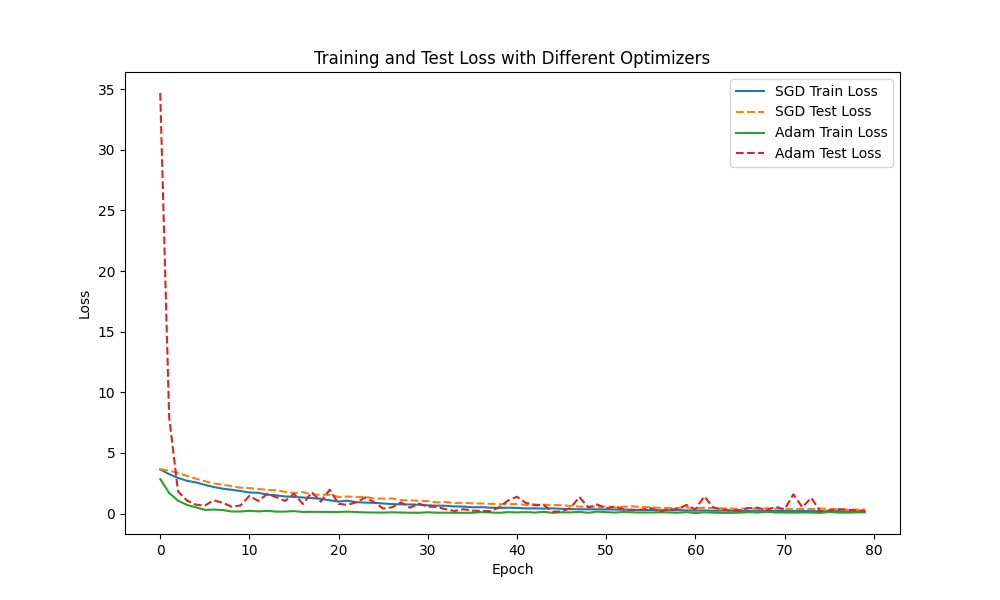 Training and Test Loss with Different Optimizers
SGD Train Loss
SGD Test Loss
Adam Train Loss
Adam Test Loss
35
30
25
20
15
10
5
0
Loss
0 10 20 30 40 50 60 70 80
Epoch